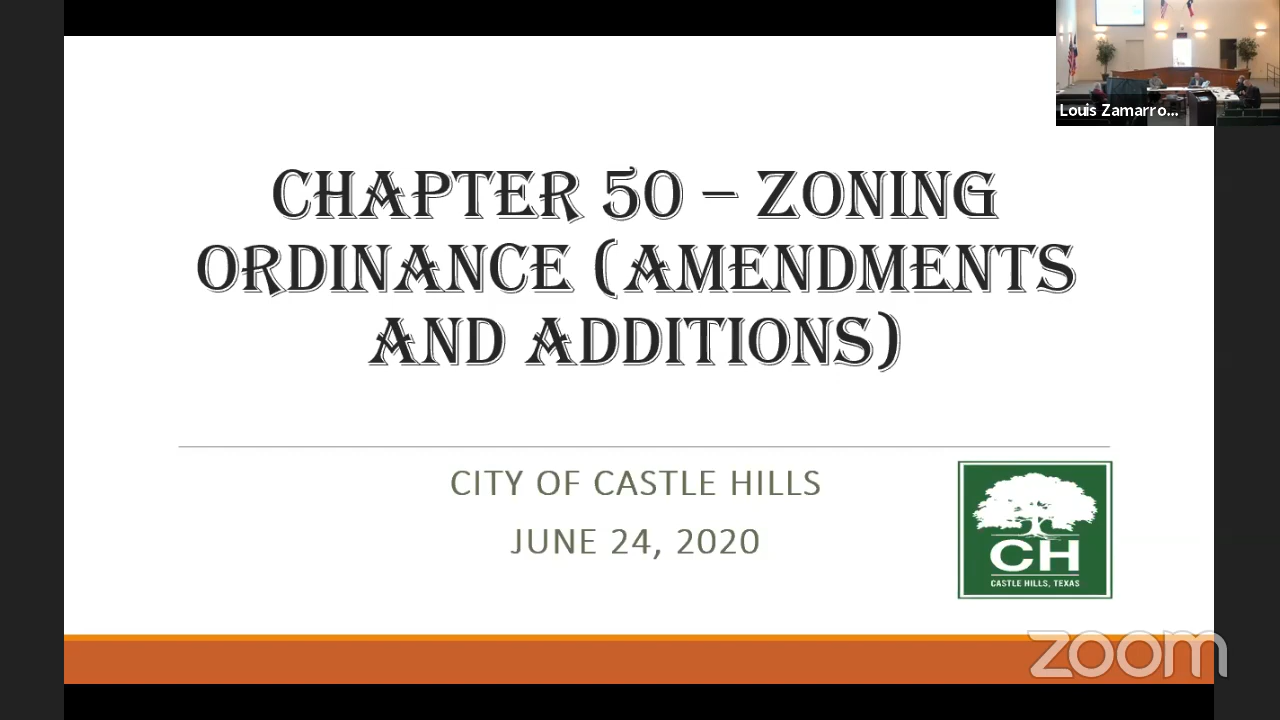 Louis Zamarro...
CHAPTER 50 – ZONING
ORDINANCE (AMENDMENTS
AND ADDITIONS)
CITY OF CASTLE HILLS
JUNE 24, 2020
CH
CASTLE HILLS, TEXAS
zoom